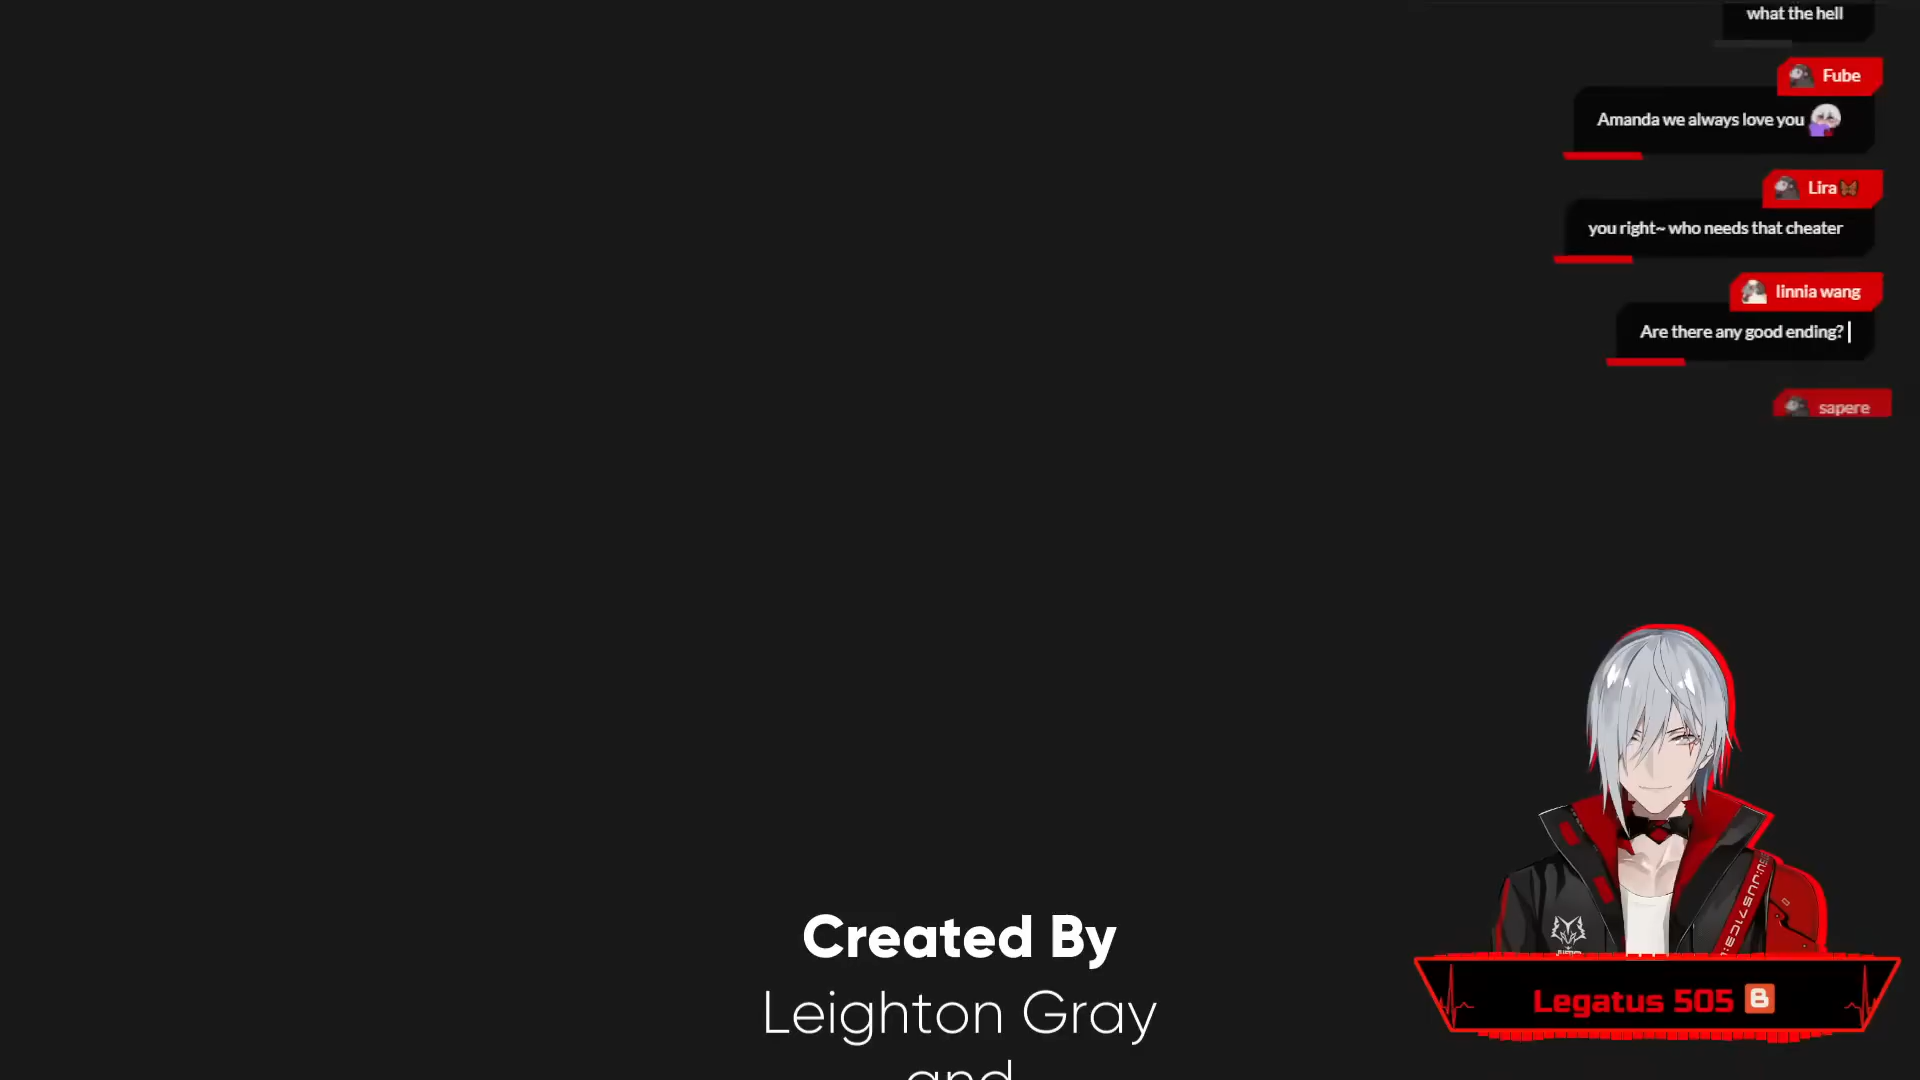 what the hell
Fube
Amanda we always love you
Lira
you right~ who needs that cheater
linnia wang
Are there any good ending?
sapere
Created By
Leighton Gray
and
Legatus 505 B